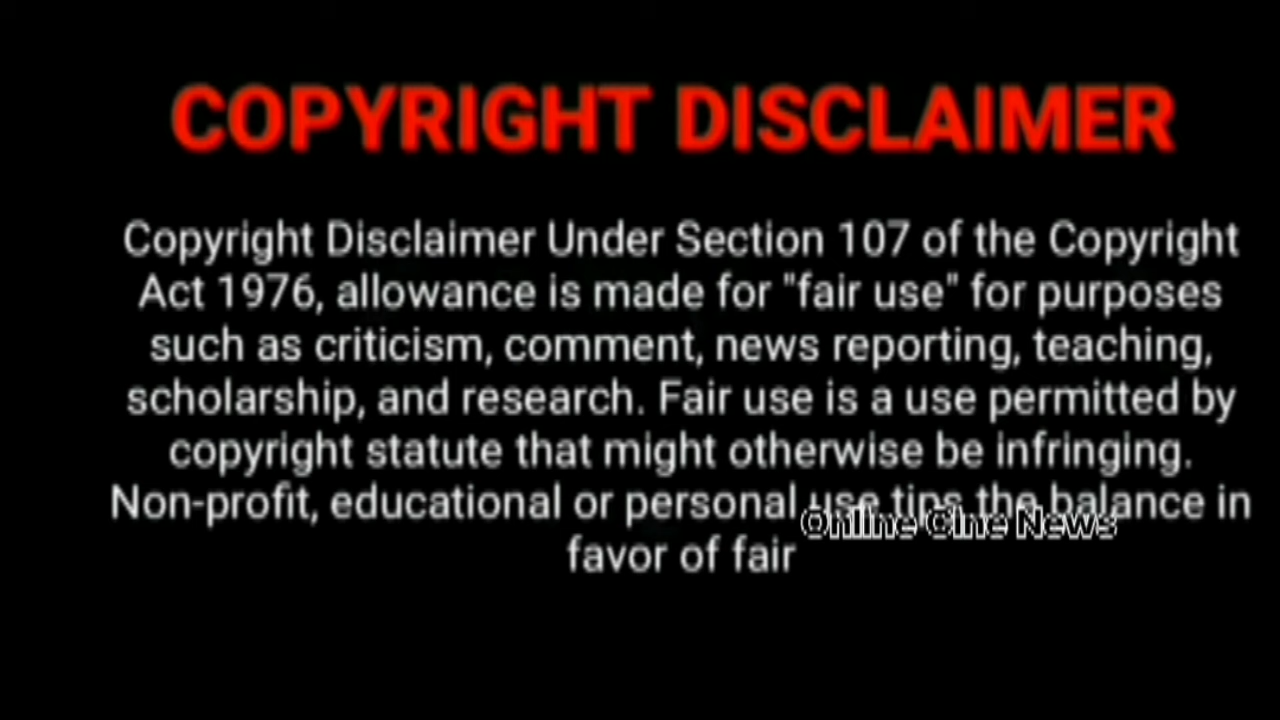 COPYRIGHT DISCLAIMER
Copyright Disclaimer Under Section 107 of the Copyright
Act 1976, allowance is made for "fair use" for purposes
such as criticism, comment, news reporting, teaching,
scholarship, and research. Fair use is a use permitted by
copyright statute that might otherwise be infringing.
Non-profit, educational or personal use tips the balance in
favor of fair
Online Cine News